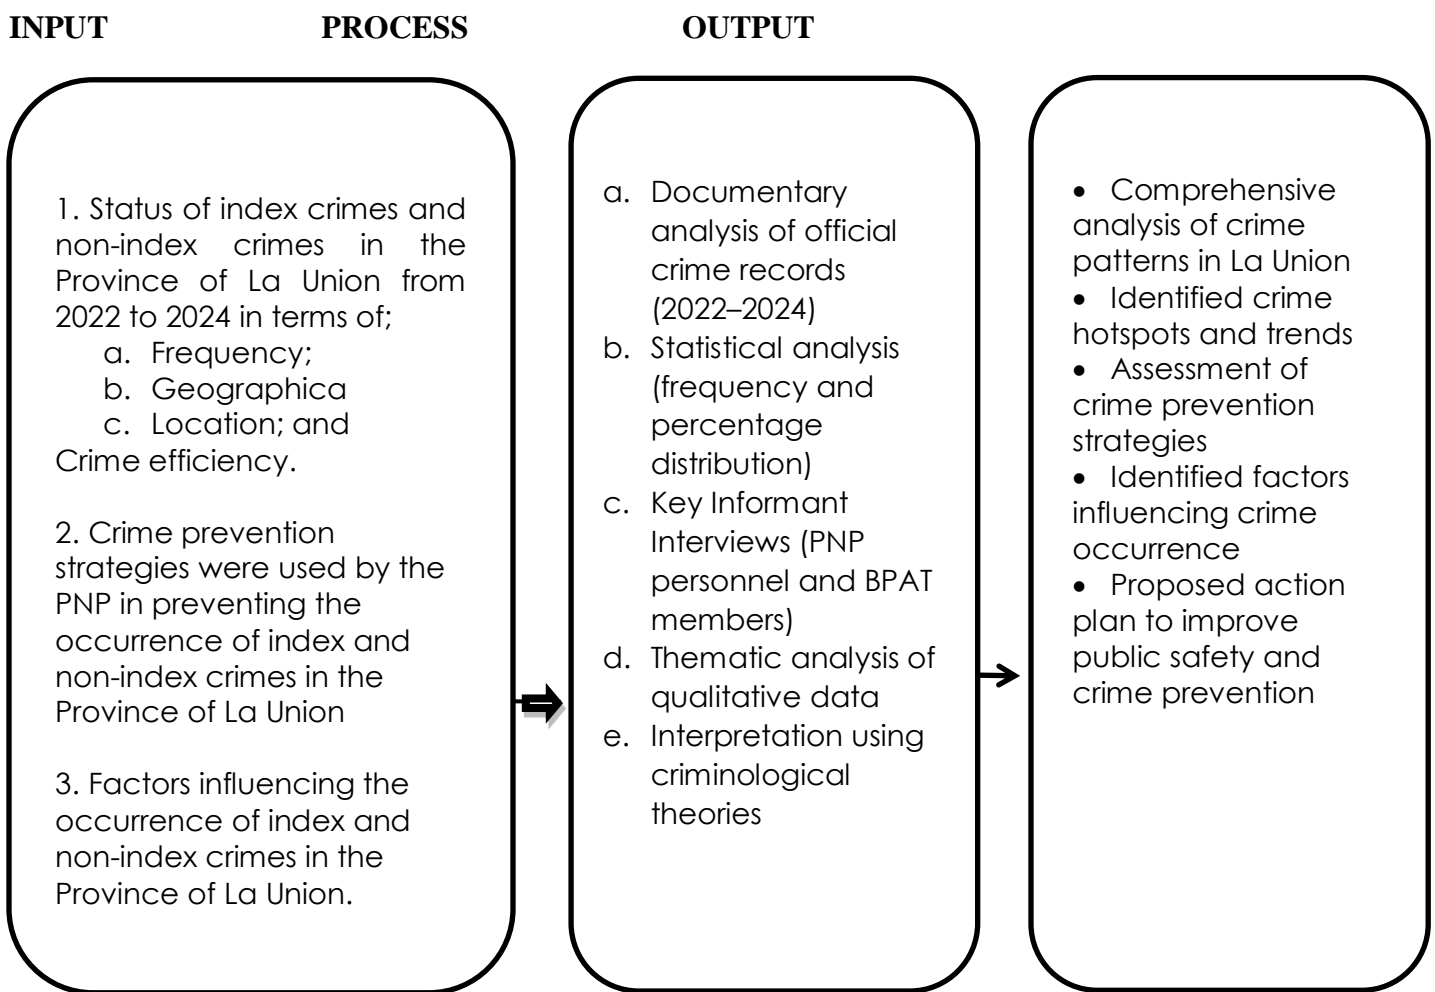 INPUT PROCESS OUTPUT
1. Status of index crimes and
non-index crimes in the
Province of La Union from
2022 to 2024 in terms of;
a. Frequency;
b. Geographica
c. Location; and
Crime efficiency.
2. Crime prevention
strategies were used by the
PNP in preventing the
occurrence of index and
non-index crimes in the
Province of La Union
3. Factors influencing the
occurrence of index and
non-index crimes in the
Province of La Union.
a. Documentary
analysis of official
crime records
(2022–2024)
b. Statistical analysis
(frequency and
percentage
distribution)
c. Key Informant
Interviews (PNP
personnel and BPAT
members)
d. Thematic analysis of
qualitative data
e. Interpretation using
criminological
theories
• Comprehensive
analysis of crime
patterns in La Union
• Identified crime
hotspots and trends
• Assessment of
crime prevention
strategies
• Identified factors
influencing crime
occurrence
• Proposed action
plan to improve
public safety and
crime prevention